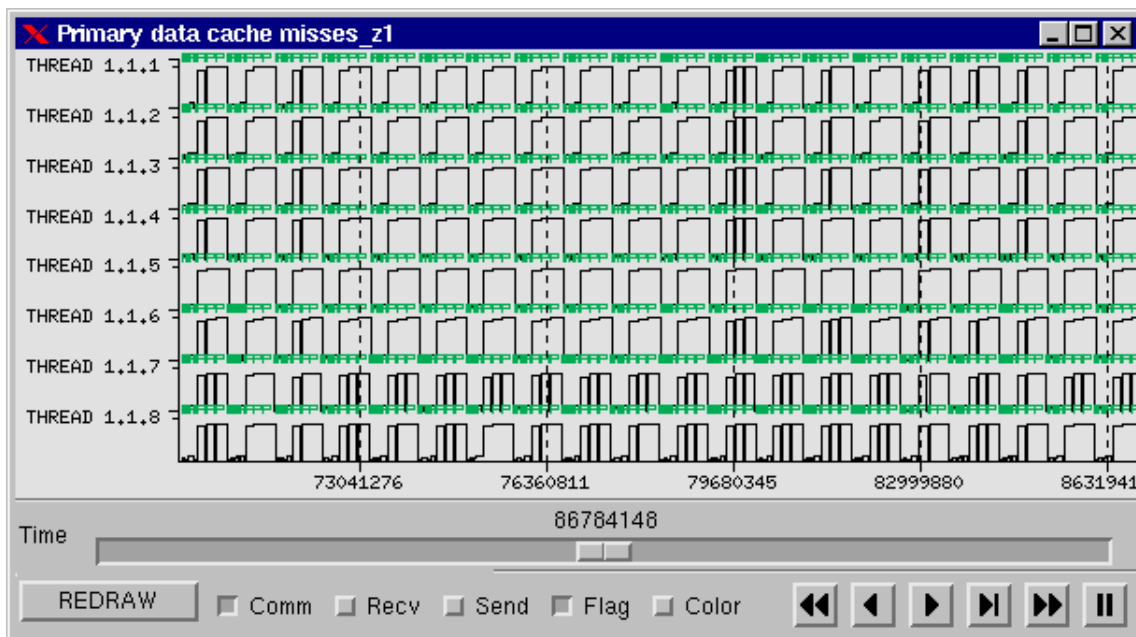 Primary data cache misses_z1
THREAD 1.1.1
THREAD 1.1.2
THREAD 1.1.3
THREAD 1.1.4
THREAD 1.1.5
THREAD 1.1.6
THREAD 1.1.7
THREAD 1.1.8
73041276 76360811 79680345 82999880 8631941
86784148
Time
REDRAW Comm Recv Send Flag Color